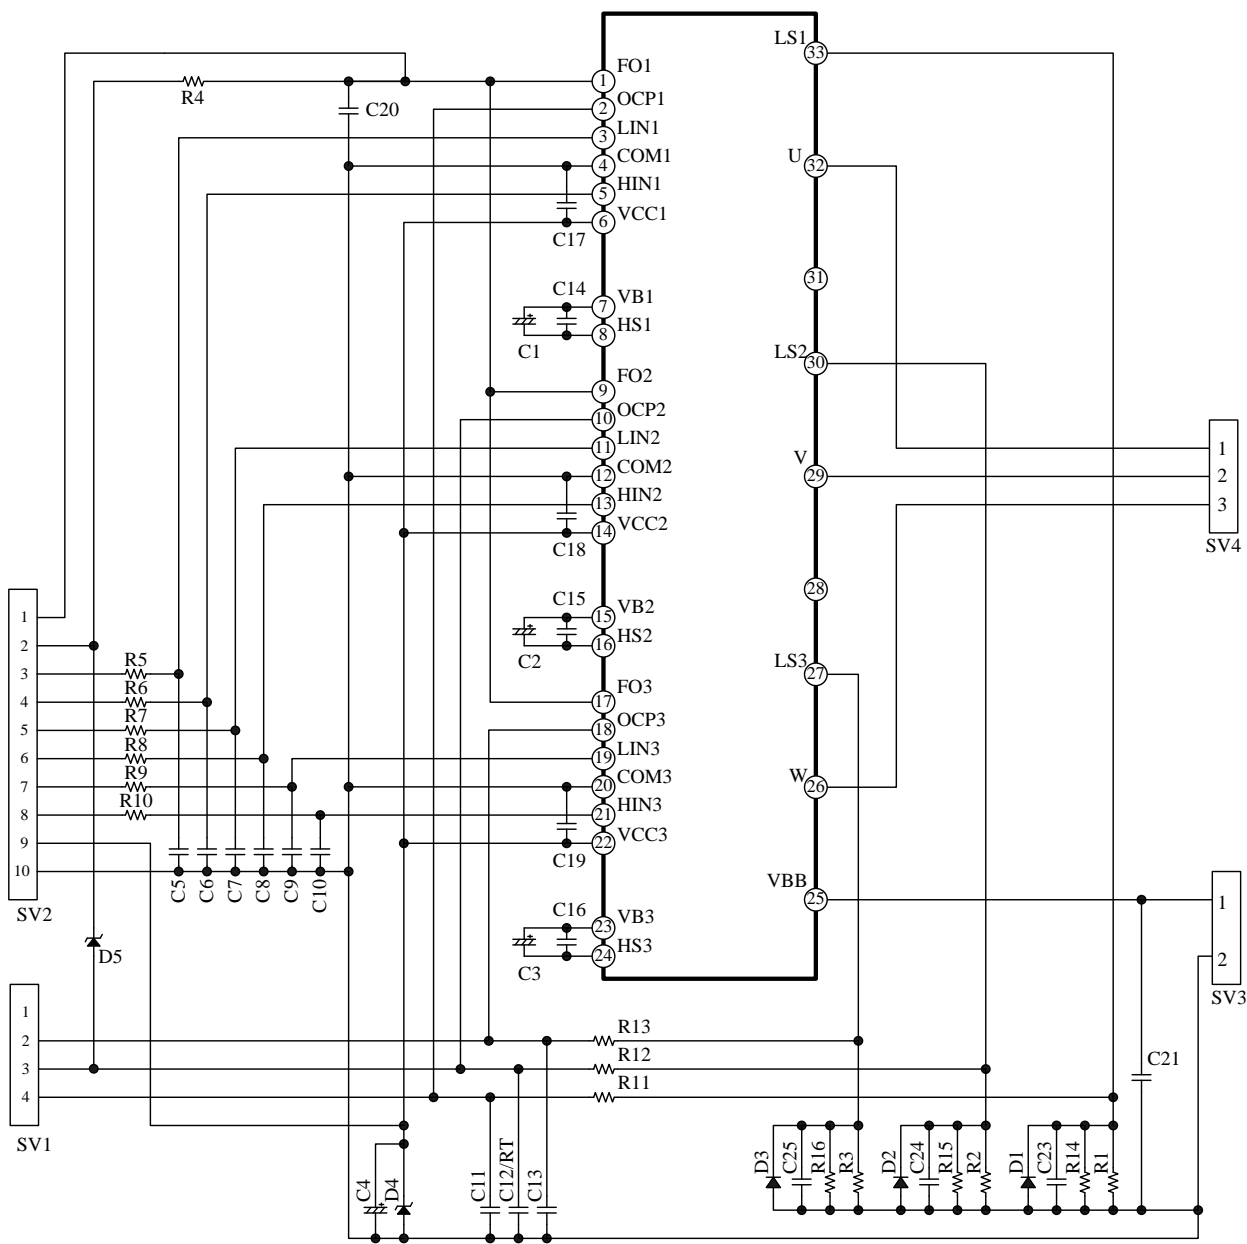 LS1
33
FO1
1
R4
C20
OCP1
2
LIN1
3
COM1
4
U
32
HIN1
5
VCC1
6
C17
31
C14
VB1
7
HS1
8
C1
LS2
30
FO2
9
OCP2
10
LIN2
11
1
COM2
12
V
29
2
HIN2
13
3
VCC2
14
C18
SV4
28
C15
VB2
15
1
HS2
16
2
C2
R5
3
LS3
27
R6
4
FO3
17
R7
5
OCP3
18
R8
6
LIN3
19
R9
7
COM3
20
W
26
R10
8
HIN3
21
9
VCC3
22
C19
10
C5
C6
C7
C8
C9
C10
VBB
25
1
SV2
C16
VB3
23
HS3
24
D5
C3
2
SV3
1
2
R13
3
R12
C21
4
R11
SV1
C4
D4
C11
C12/RT
C13
D3
C25
R16
R3
D2
C24
R15
R2
D1
C23
R14
R1